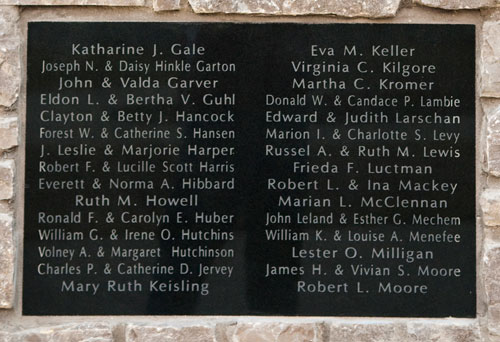 Katharine J. Gale
Joseph N. & Daisy Hinkle Garton
John & Valda Garver
Eldon L. & Bertha V. Guhl
Clayton & Betty J. Hancock
Forest W. & Catherine S. Hansen
J. Leslie & Marjorie Harper
Robert F. & Lucille Scott Harris
Everett & Norma A. Hibbard
Ruth M. Howell
Ronald F. & Carolyn E. Huber
William G. & Irene O. Hutchins
Volney A. & Margaret Hutchinson
Charles P. & Catherine D. Jervey
Mary Ruth Keisling
Eva M. Keller
Virginia C. Kilgore
Martha C. Kromer
Donald W. & Candace P. Lambie
Edward & Judith Larschan
Marion I. & Charlotte S. Levy
Russel A. & Ruth M. Lewis
Frieda F. Luctman
Robert L. & Ina Mackey
Marian L. McClennan
John Leland & Esther G. Mechem
William K. & Louise A. Menefee
Lester O. Milligan
James H. & Vivian S. Moore
Robert L. Moore